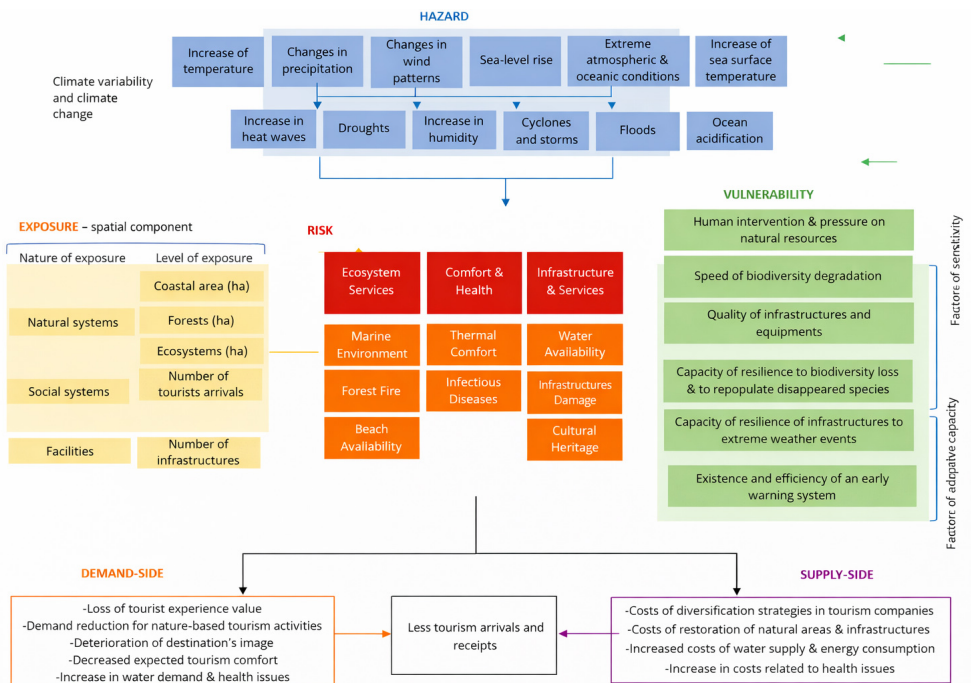 HAZARD
Increase of
temperature
Changes in
precipitation
Changes in
wind
patterns
Sea-level rise
Extreme
atmospheric &
oceanic conditions
Increase of
sea surface
temperature
Climate variability
and climate
change
Increase in
heat waves
Droughts
Increase in
humidity
Cyclones
and storms
Floods
Ocean
acidification
VULNERABILITY
Human intervention & pressure on
natural resources
Speed of biodiversity degradation
Quality of infrastructures and
equipments
Capacity of resilience to biodiversity loss
& to repopulate disappeared species
Capacity of resilience of infrastructures to
extreme weather events
Existence and efficiency of an early
warning system
Factors of sensitivity
Factors of adaptive capacity
EXPOSURE – spatial component
Nature of exposure
Level of exposure
Coastal area (ha)
Natural systems
Forests (ha)
Ecosystems (ha)
Social systems
Number of
tourists arrivals
Facilities
Number of
infrastructures
RISK
Ecosystem
Services
Comfort &
Health
Infrastructure
& Services
Marine
Environment
Thermal
Comfort
Water
Availability
Forest Fire
Infectious
Diseases
Infrastructures
Damage
Beach
Availability
Cultural
Heritage
DEMAND-SIDE
-Loss of tourist experience value
-Demand reduction for nature-based tourism activities
-Deterioration of destination's image
-Decreased expected tourism comfort
-Increase in water demand & health issues
Less tourism arrivals and
receipts
SUPPLY-SIDE
-Costs of diversification strategies in tourism companies
-Costs of restoration of natural areas & infrastructures
-Increased costs of water supply & energy consumption
-Increase in costs related to health issues